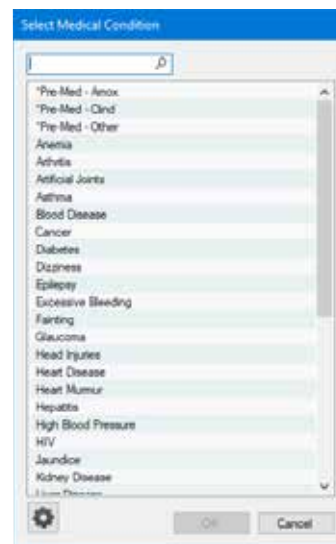 Select Medical Condition
*Pre-Med - Amox
*Pre-Med - Clind
*Pre-Med - Other
Anemia
Arthritis
Artificial Joints
Asthma
Blood Disease
Cancer
Diabetes
Dizziness
Epilepsy
Excessive Bleeding
Fainting
Glaucoma
Head Injuries
Heart Disease
Heart Murmur
Hepatitis
High Blood Pressure
HIV
Jaundice
Kidney Disease
Liver Disease
OK
Cancel